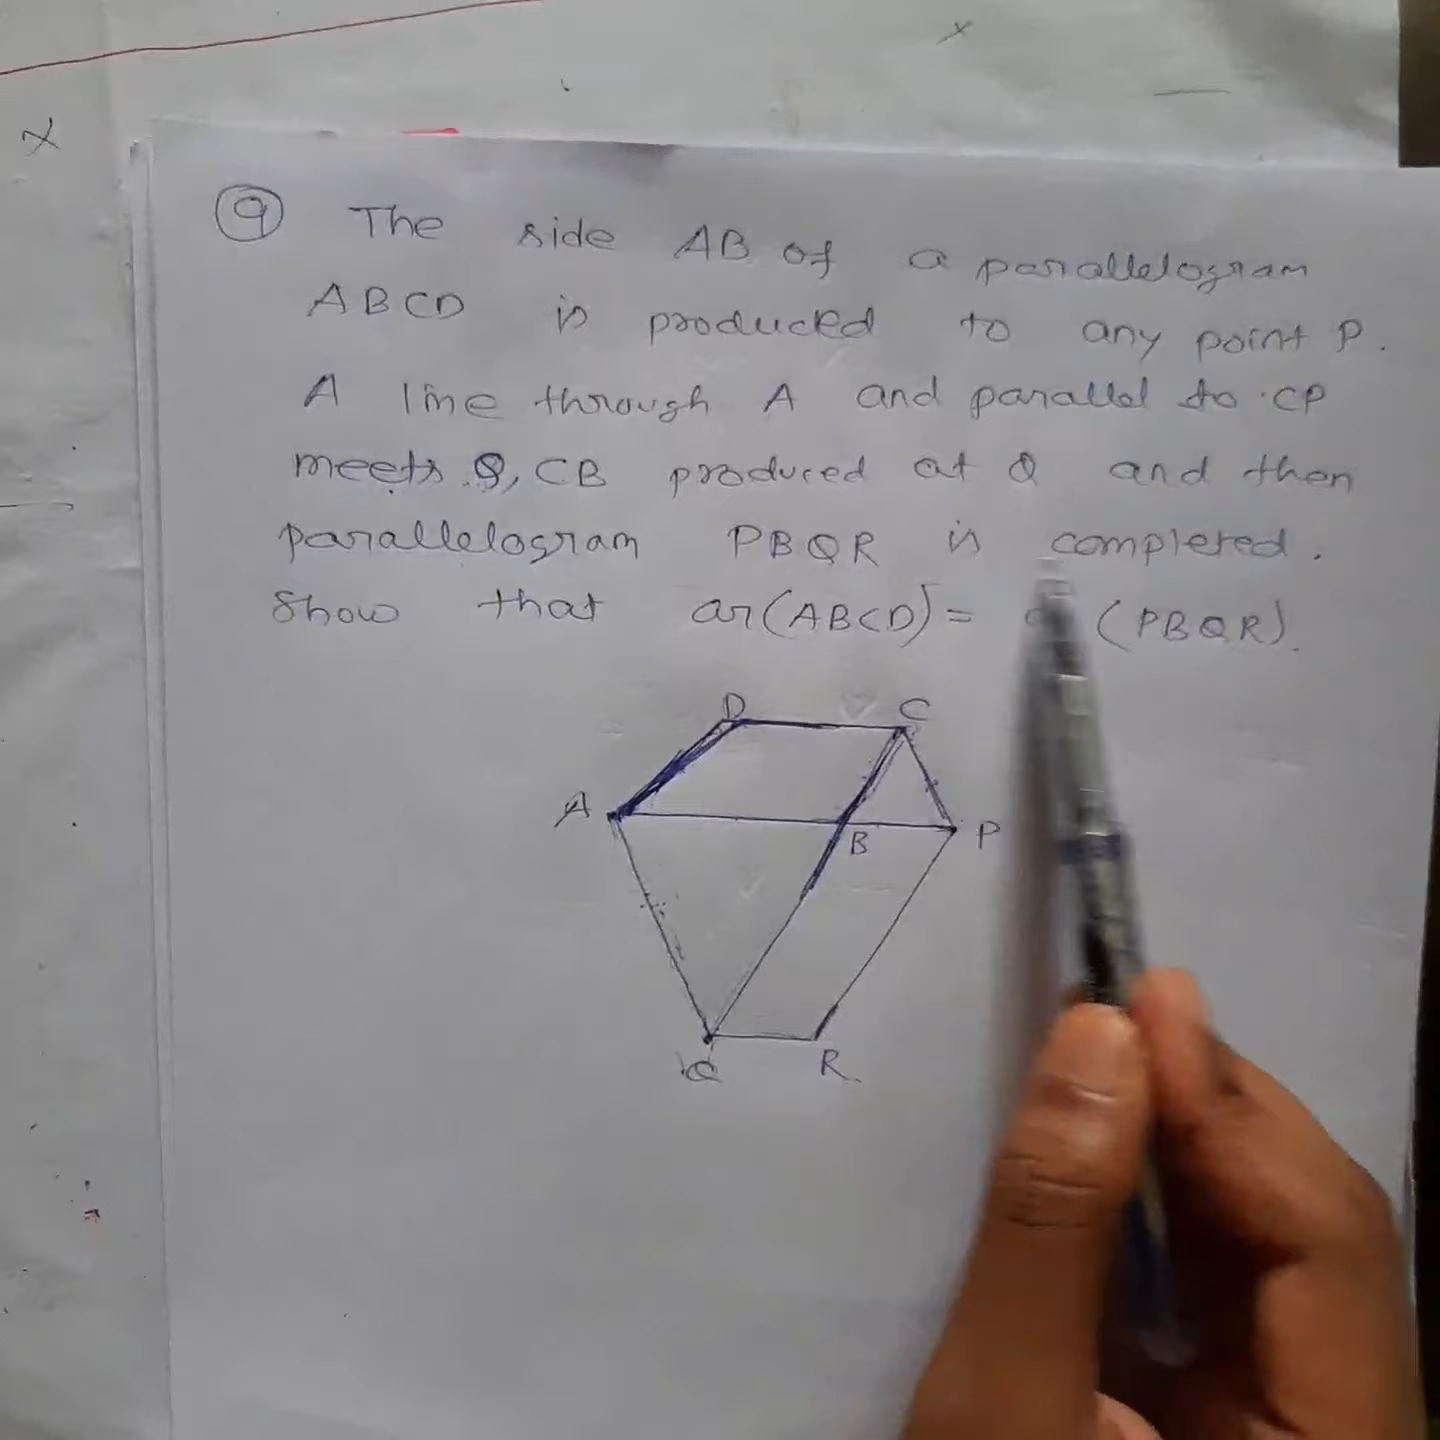 9 The side AB of a parallelogram
ABCD is produced to any point P.
A line through A and parallel to CP
meets Q, CB produced at Q and then
parallelogram PBQR is completed.
Show that ar(ABCD) = (PBQR).
D C
A B P
Q R